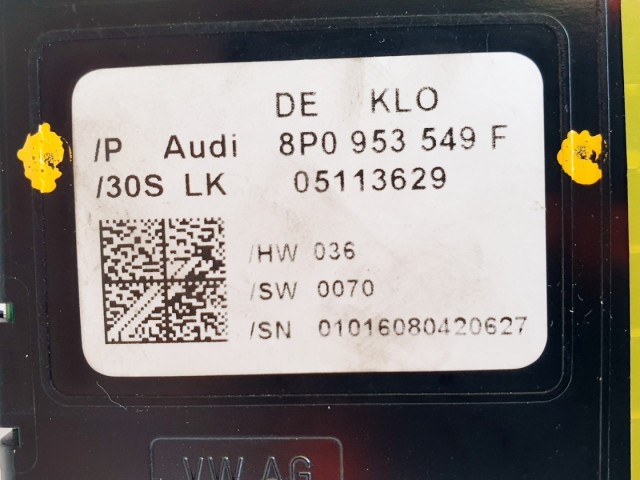 DE KLO
/P Audi 8P0 953 549 F
/30S LK 05113629
/HW 036
/SW 0070
/SN 01016080420627
VW AG